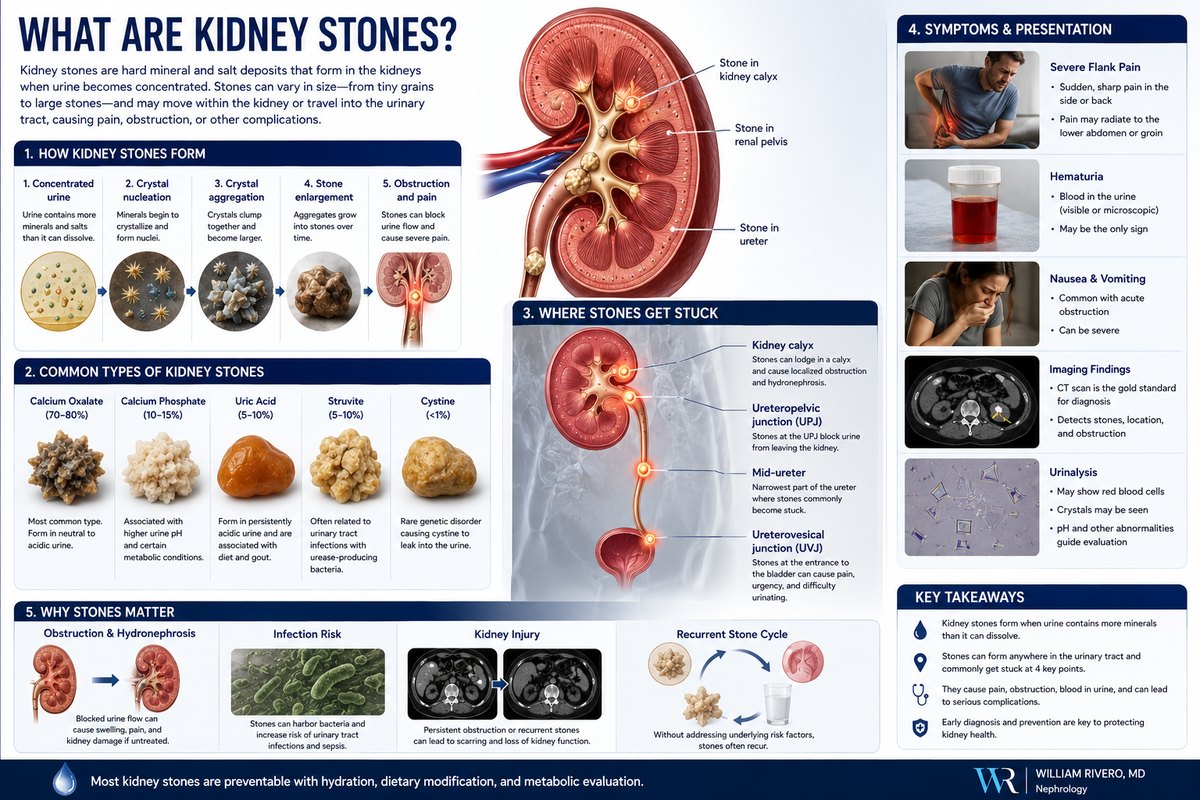 WHAT ARE KIDNEY STONES?
Kidney stones are hard mineral and salt deposits that form in the kidneys
when urine becomes concentrated. Stones can vary in size—from tiny grains
to large stones—and may move within the kidney or travel into the urinary
tract, causing pain, obstruction, or other complications.
1. HOW KIDNEY STONES FORM
1. Concentrated
urine
Urine contains more
minerals and salts
than it can dissolve.
2. Crystal
nucleation
Minerals begin to
crystallize and
form nuclei.
3. Crystal
aggregation
Crystals clump
together and
become larger.
4. Stone
enlargement
Aggregates grow
into stones over
time.
5. Obstruction
and pain
Stones can block
urine flow and
cause severe pain.
Stone in
kidney calyx
Stone in
renal pelvis
Stone in
ureter
2. COMMON TYPES OF KIDNEY STONES
Calcium Oxalate
(70–80%)
Most common type.
Form in neutral to
acidic urine.
Calcium Phosphate
(10–15%)
Associated with
higher urine pH
and certain
metabolic conditions.
Uric Acid
(5–10%)
Form in persistently
acidic urine and are
associated with
diet and gout.
Struvite
(5–10%)
Often related to
urinary tract
infections with
urease-producing
bacteria.
Cystine
(<1%)
Rare genetic disorder
causing cystine to
leak into the urine.
3. WHERE STONES GET STUCK
Kidney calyx
Stones can lodge in a calyx
and cause localized obstruction
and hydronephrosis.
Ureteropelvic
junction (UPJ)
Stones at the UPJ block urine
from leaving the kidney.
Mid-ureter
Narrowest part of the ureter
where stones commonly
become stuck.
Ureterovesical
junction (UVJ)
Stones at the entrance to
the bladder can cause pain,
urgency, and difficulty
urinating.
4. SYMPTOMS & PRESENTATION
Severe Flank Pain
• Sudden, sharp pain in the
side or back
• Pain may radiate to the
lower abdomen or groin
Hematuria
• Blood in the urine
(visible or microscopic)
• May be the only sign
Nausea & Vomiting
• Common with acute
obstruction
• Can be severe
Imaging Findings
• CT scan is the gold standard
for diagnosis
• Detects stones, location,
and obstruction
Urinalysis
• May show red blood cells
• Crystals may be seen
• pH and other abnormalities
guide evaluation
5. WHY STONES MATTER
Obstruction & Hydronephrosis
Blocked urine flow can
cause swelling, pain, and
kidney damage if untreated.
Infection Risk
Stones can harbor bacteria and
increase risk of urinary tract
infections and sepsis.
Kidney Injury
Persistent obstruction or recurrent stones
can lead to scarring and loss of kidney function.
Recurrent Stone Cycle
Without addressing underlying risk factors,
stones often recur.
KEY TAKEAWAYS
Kidney stones form when urine contains more minerals
than it can dissolve.
Stones can form anywhere in the urinary tract and
commonly get stuck at 4 key points.
They cause pain, obstruction, blood in urine, and can lead
to serious complications.
Early diagnosis and prevention are key to protecting
kidney health.
Most kidney stones are preventable with hydration, dietary modification, and metabolic evaluation.
WR
WILLIAM RIVERO, MD
Nephrology